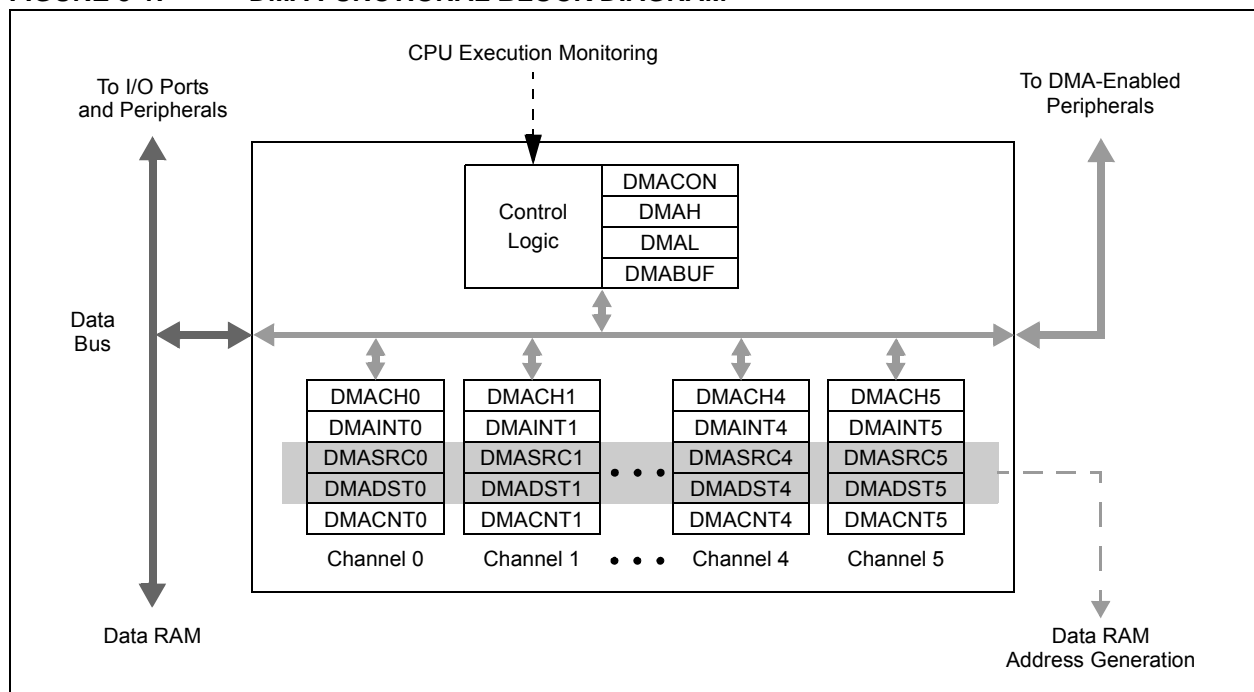 CPU Execution Monitoring
To I/O Ports
and Peripherals
To DMA-Enabled
Peripherals
Control
Logic
DMACON
DMAH
DMAL
DMABUF
Data
Bus
DMACH0
DMAINT0
DMASRC0
DMADST0
DMACNT0
Channel 0
DMACH1
DMAINT1
DMASRC1
DMADST1
DMACNT1
Channel 1
DMACH4
DMAINT4
DMASRC4
DMADST4
DMACNT4
Channel 4
DMACH5
DMAINT5
DMASRC5
DMADST5
DMACNT5
Channel 5
Data RAM
Data RAM
Address Generation